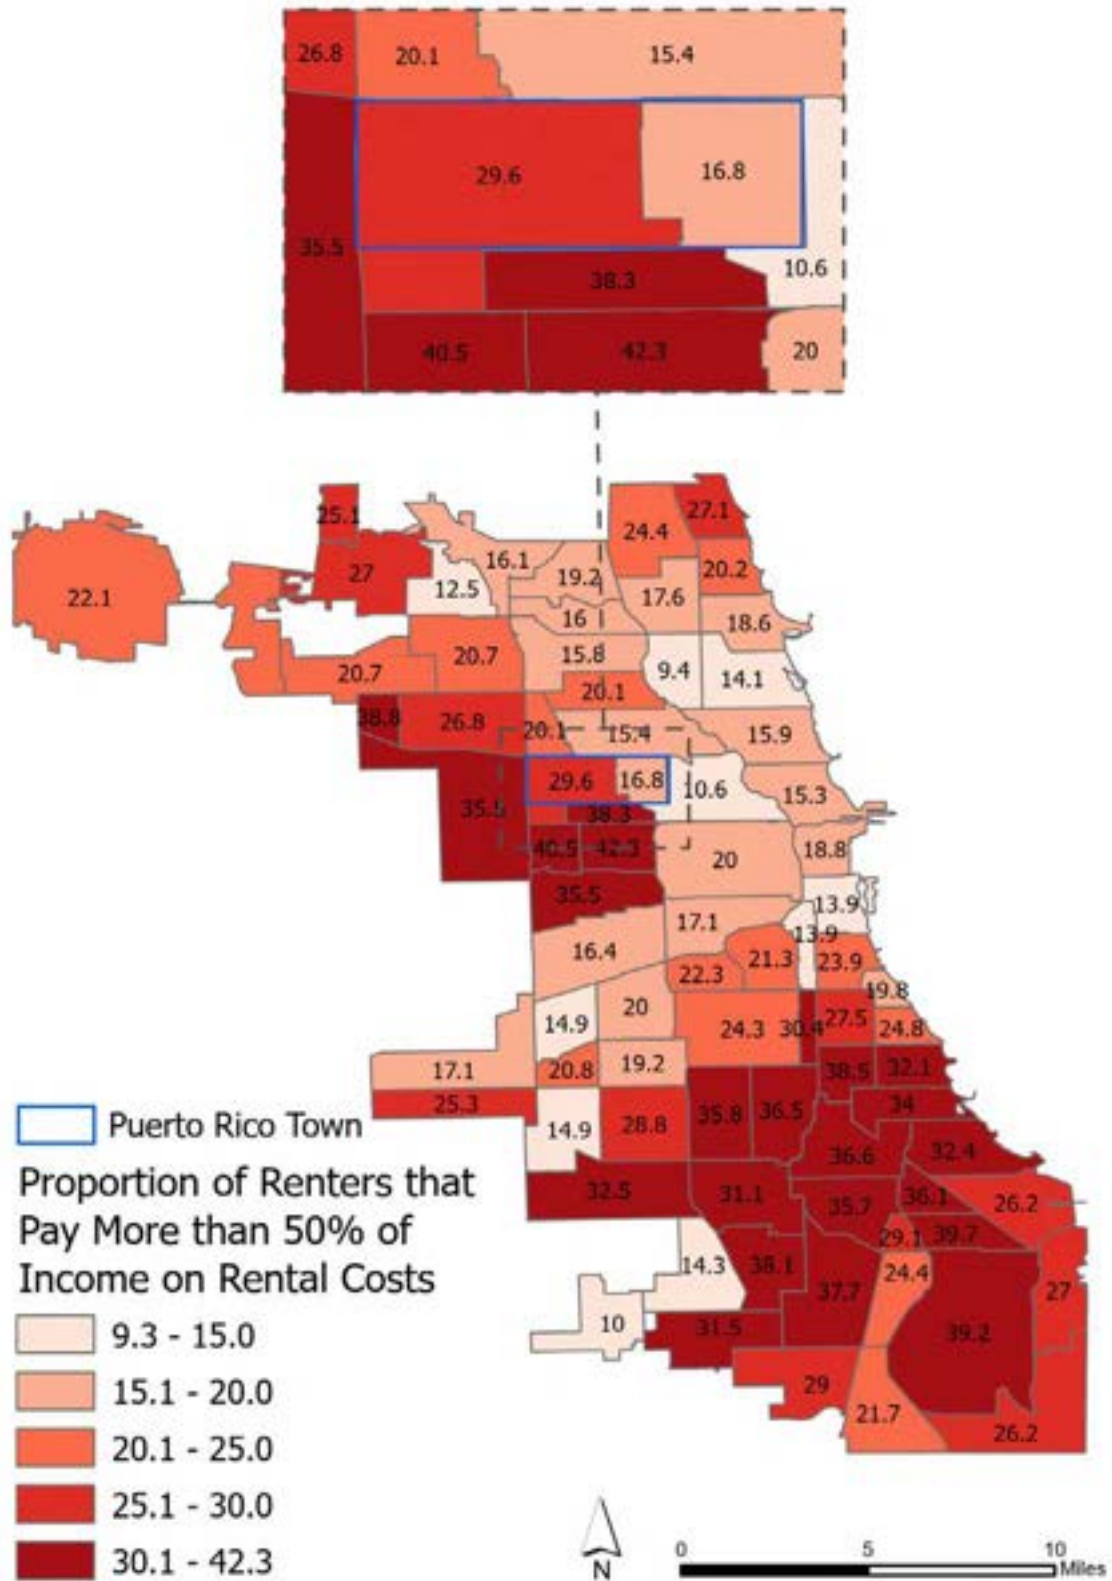 26.8 20.1 15.4
29.6 16.8
35.5 10.6
38.3
40.5 42.3 20
25.1 27.1
24.4
22.1 27 16.1 19.2 20.2
12.5 16 17.6 18.6
20.7 20.7 15.8 9.4 14.1
20.1
38.8 26.8 20.1 15.4 15.9
29.6 16.8 10.6 15.3
35.5 38.3
40.5 42.3 20 18.8
35.5 17.1 13.9
13.9
16.4 22.3 21.3 23.9
19.8
14.9 20 24.3 30.4 27.5 24.8
17.1 20.8 19.2 38.5 32.1
25.3 14.9 28.8 35.8 36.5 34
36.6 32.4
32.5 31.1 35.7 36.1 26.2
29.1 39.7
14.3 38.1 37.7 24.4 27
10 31.5 39.2
29 21.7 26.2
Puerto Rico Town
Proportion of Renters that
Pay More than 50% of
Income on Rental Costs
9.3 - 15.0
15.1 - 20.0
20.1 - 25.0
25.1 - 30.0
30.1 - 42.3
N
0 5 10
Miles